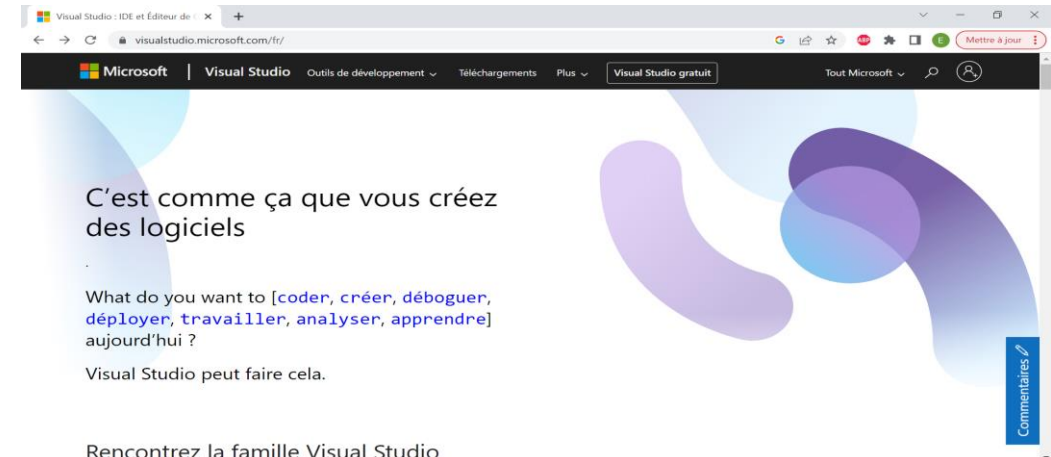 Visual Studio : IDE et Éditeur de
visualstudio.microsoft.com/fr/
G
ABP
E
Mettre à jour
Microsoft | Visual Studio Outils de développement Téléchargements Plus Visual Studio gratuit Tout Microsoft
C'est comme ça que vous créez
des logiciels
.
What do you want to [coder, créer, déboguer,
déployer, travailler, analyser, apprendre]
aujourd'hui ?
Visual Studio peut faire cela.
Commentaires
Rencontrez la famille Visual Studio